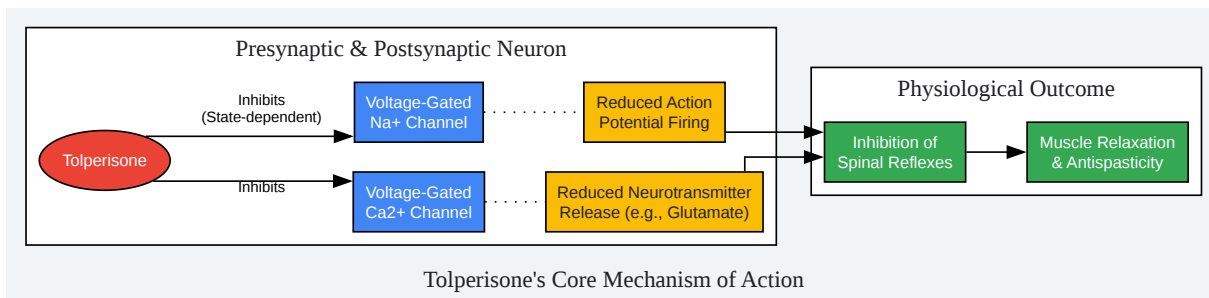 Presynaptic & Postsynaptic Neuron
Physiological Outcome
Inhibits
(State-dependent)
Voltage-Gated
Na+ Channel
Reduced Action
Potential Firing
Tolperisone
Inhibition of
Spinal Reflexes
Muscle Relaxation
& Antispasticity
Inhibits
Voltage-Gated
Ca2+ Channel
Reduced Neurotransmitter
Release (e.g., Glutamate)
Tolperisone's Core Mechanism of Action